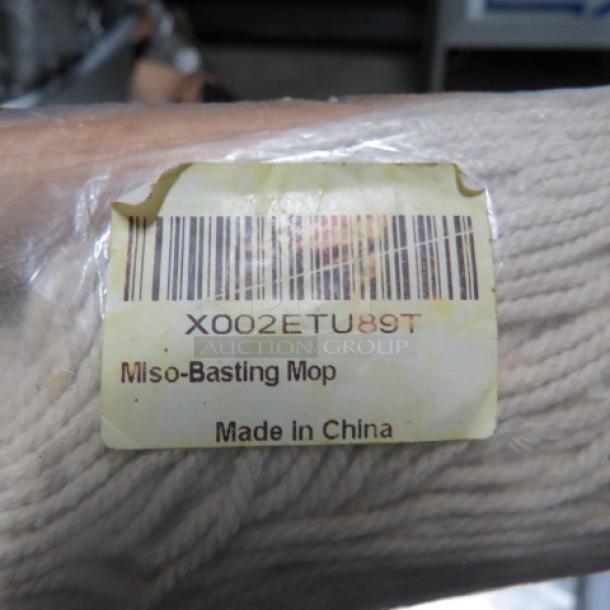 X002ETU89T
AUCTION GROUP
Miso-Basting Mop
Made in China